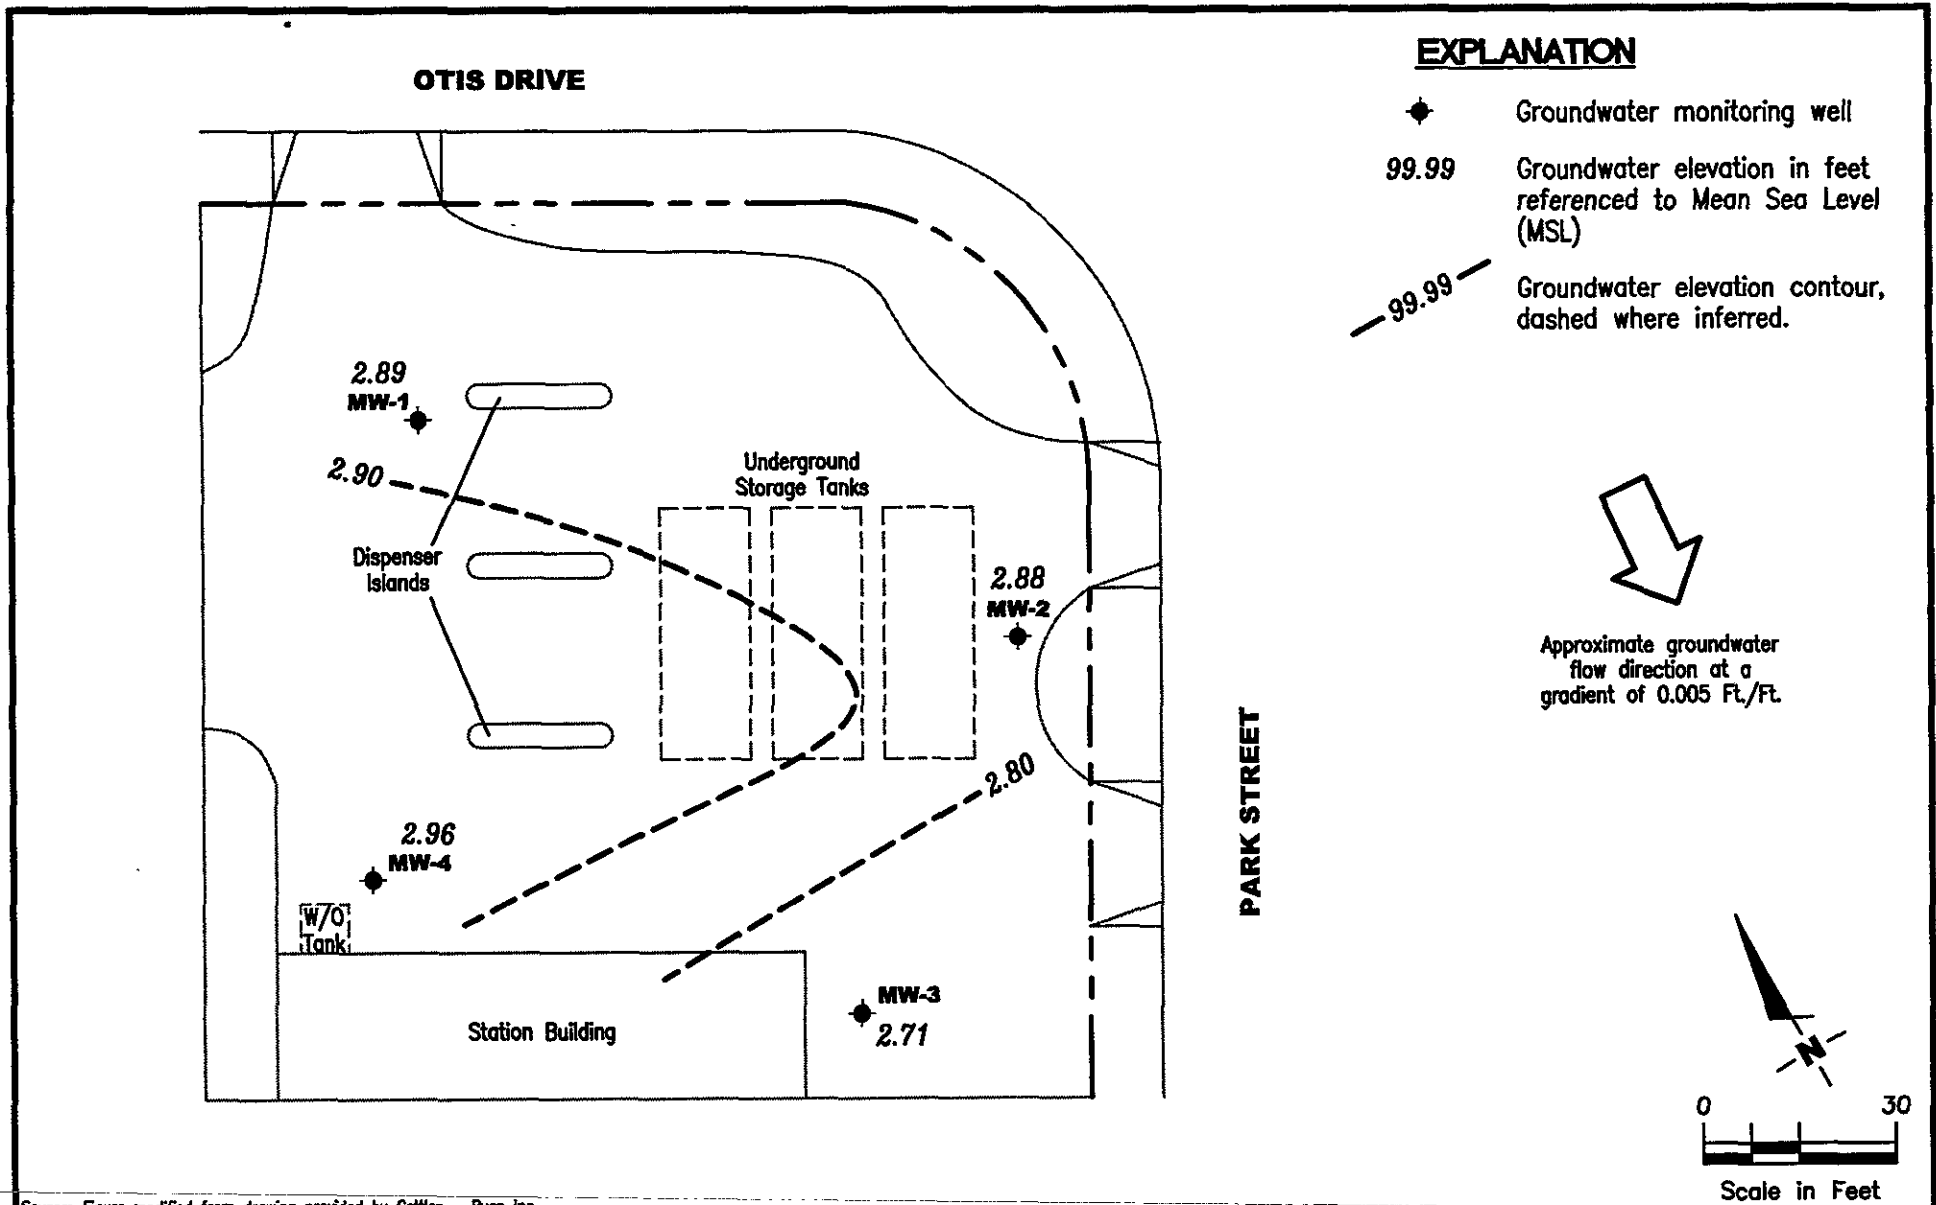 OTIS DRIVE
EXPLANATION
Groundwater monitoring well
99.99
Groundwater elevation in feet
referenced to Mean Sea Level
(MSL)
99.99
Groundwater elevation contour,
dashed where inferred.
2.89
MW-1
2.90
Underground
Storage Tanks
Dispenser
Islands
2.88
MW-2
Approximate groundwater
flow direction at a
gradient of 0.005 Ft./Ft.
PARK STREET
2.80
2.96
MW-4
W/O
Tank
MW-3
2.71
Station Building
N
0 30
Scale in Feet